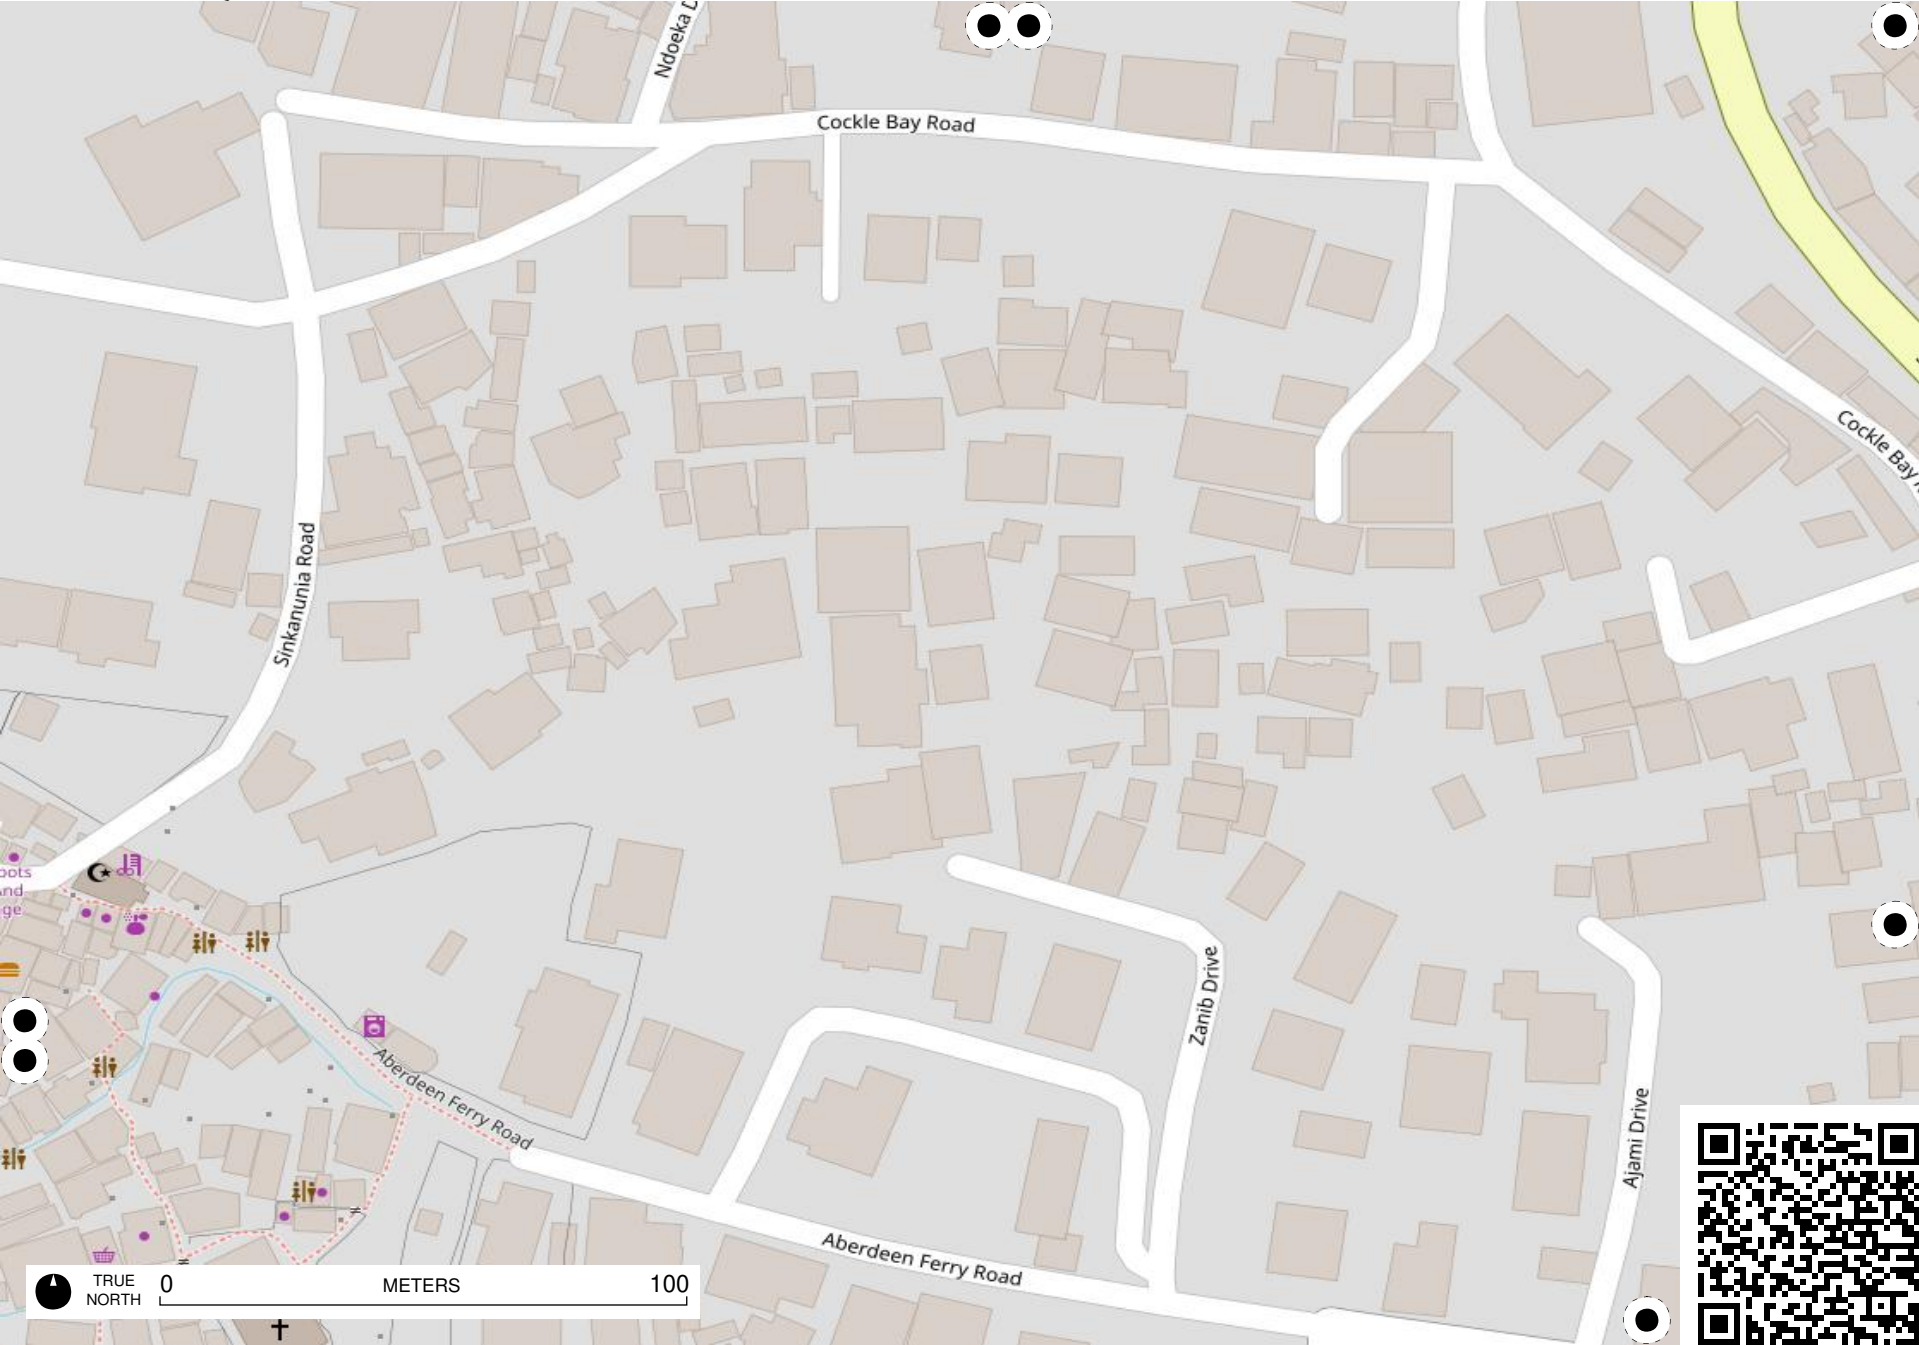 Ndoeka D
Cockle Bay Road
Cockle Bay
Sinkanunia Road
oots
And
ge
Zanib Drive
Aberdeen Ferry Road
Ajami Drive
Aberdeen Ferry Road
TRUE
NORTH
0 METERS 100